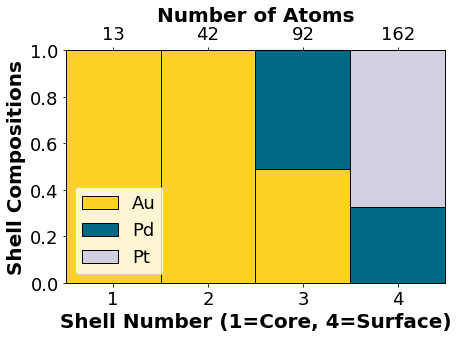 Number of Atoms
13 42 92 162
Shell Compositions
1.0
0.8
0.6
0.4
0.2
0.0
Au
Pd
Pt
1 2 3 4
Shell Number (1=Core, 4=Surface)